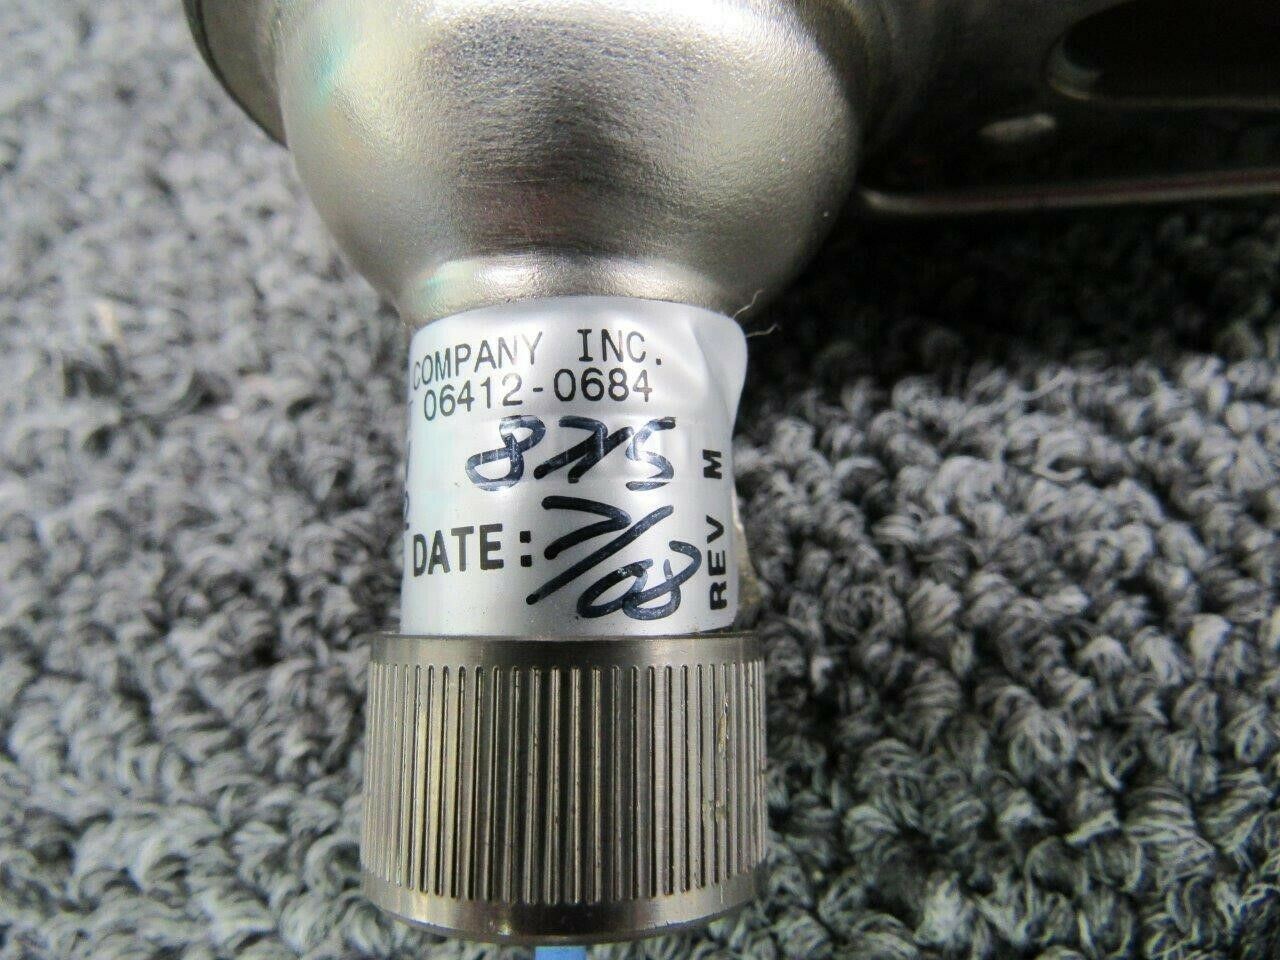 COMPANY INC.
06412-0684
875
DATE: 7/08
REV M